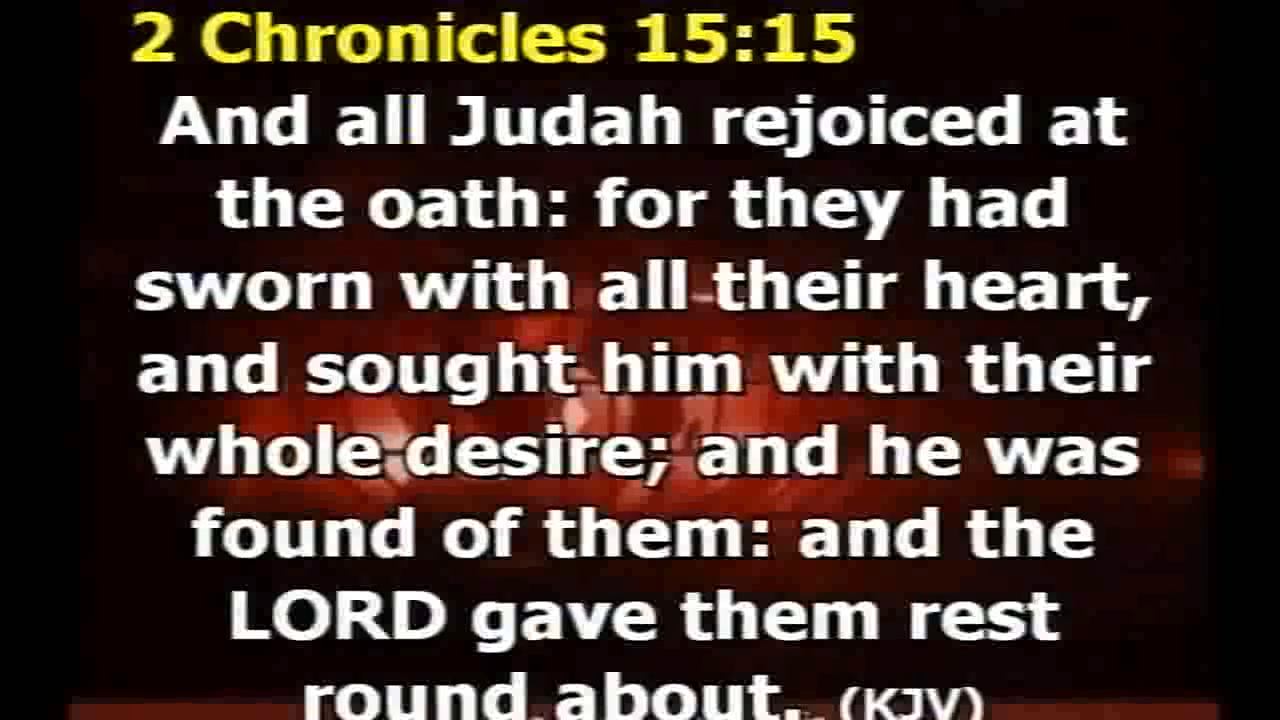 2 Chronicles 15:15
And all Judah rejoiced at
the oath: for they had
sworn with all their heart,
and sought him with their
whole desire; and he was
found of them: and the
LORD gave them rest
round about. (KJV)